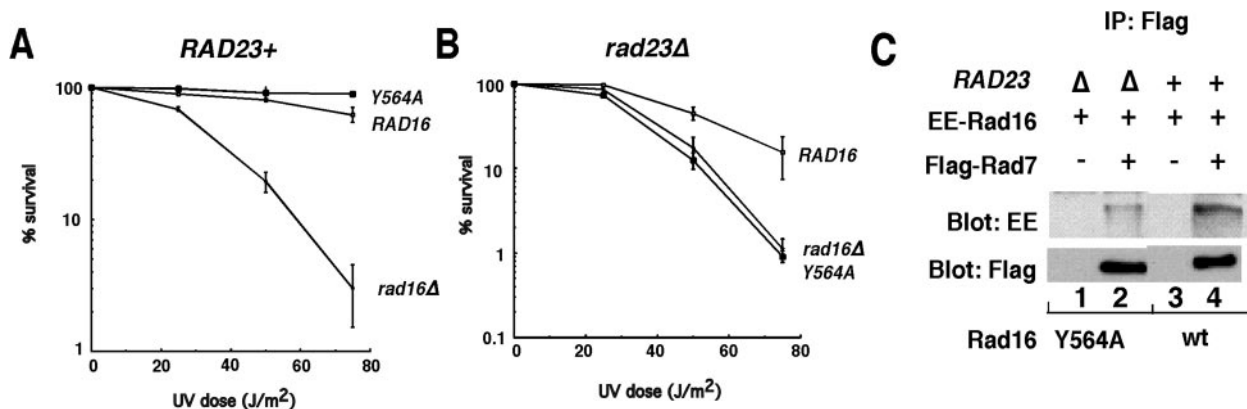 A
RAD23+
100
10
1
% survival
Y564A
RAD16
rad16Δ
0 20 40 60 80
UV dose (J/m²)
B
rad23Δ
100
10
1
0.1
% survival
RAD16
rad16Δ
Y564A
0 20 40 60 80
UV dose (J/m²)
C
IP: Flag
RAD23 Δ Δ + +
EE-Rad16 + + + +
Flag-Rad7 - + - +
Blot: EE
Blot: Flag
1 2 3 4
Rad16 Y564A wt